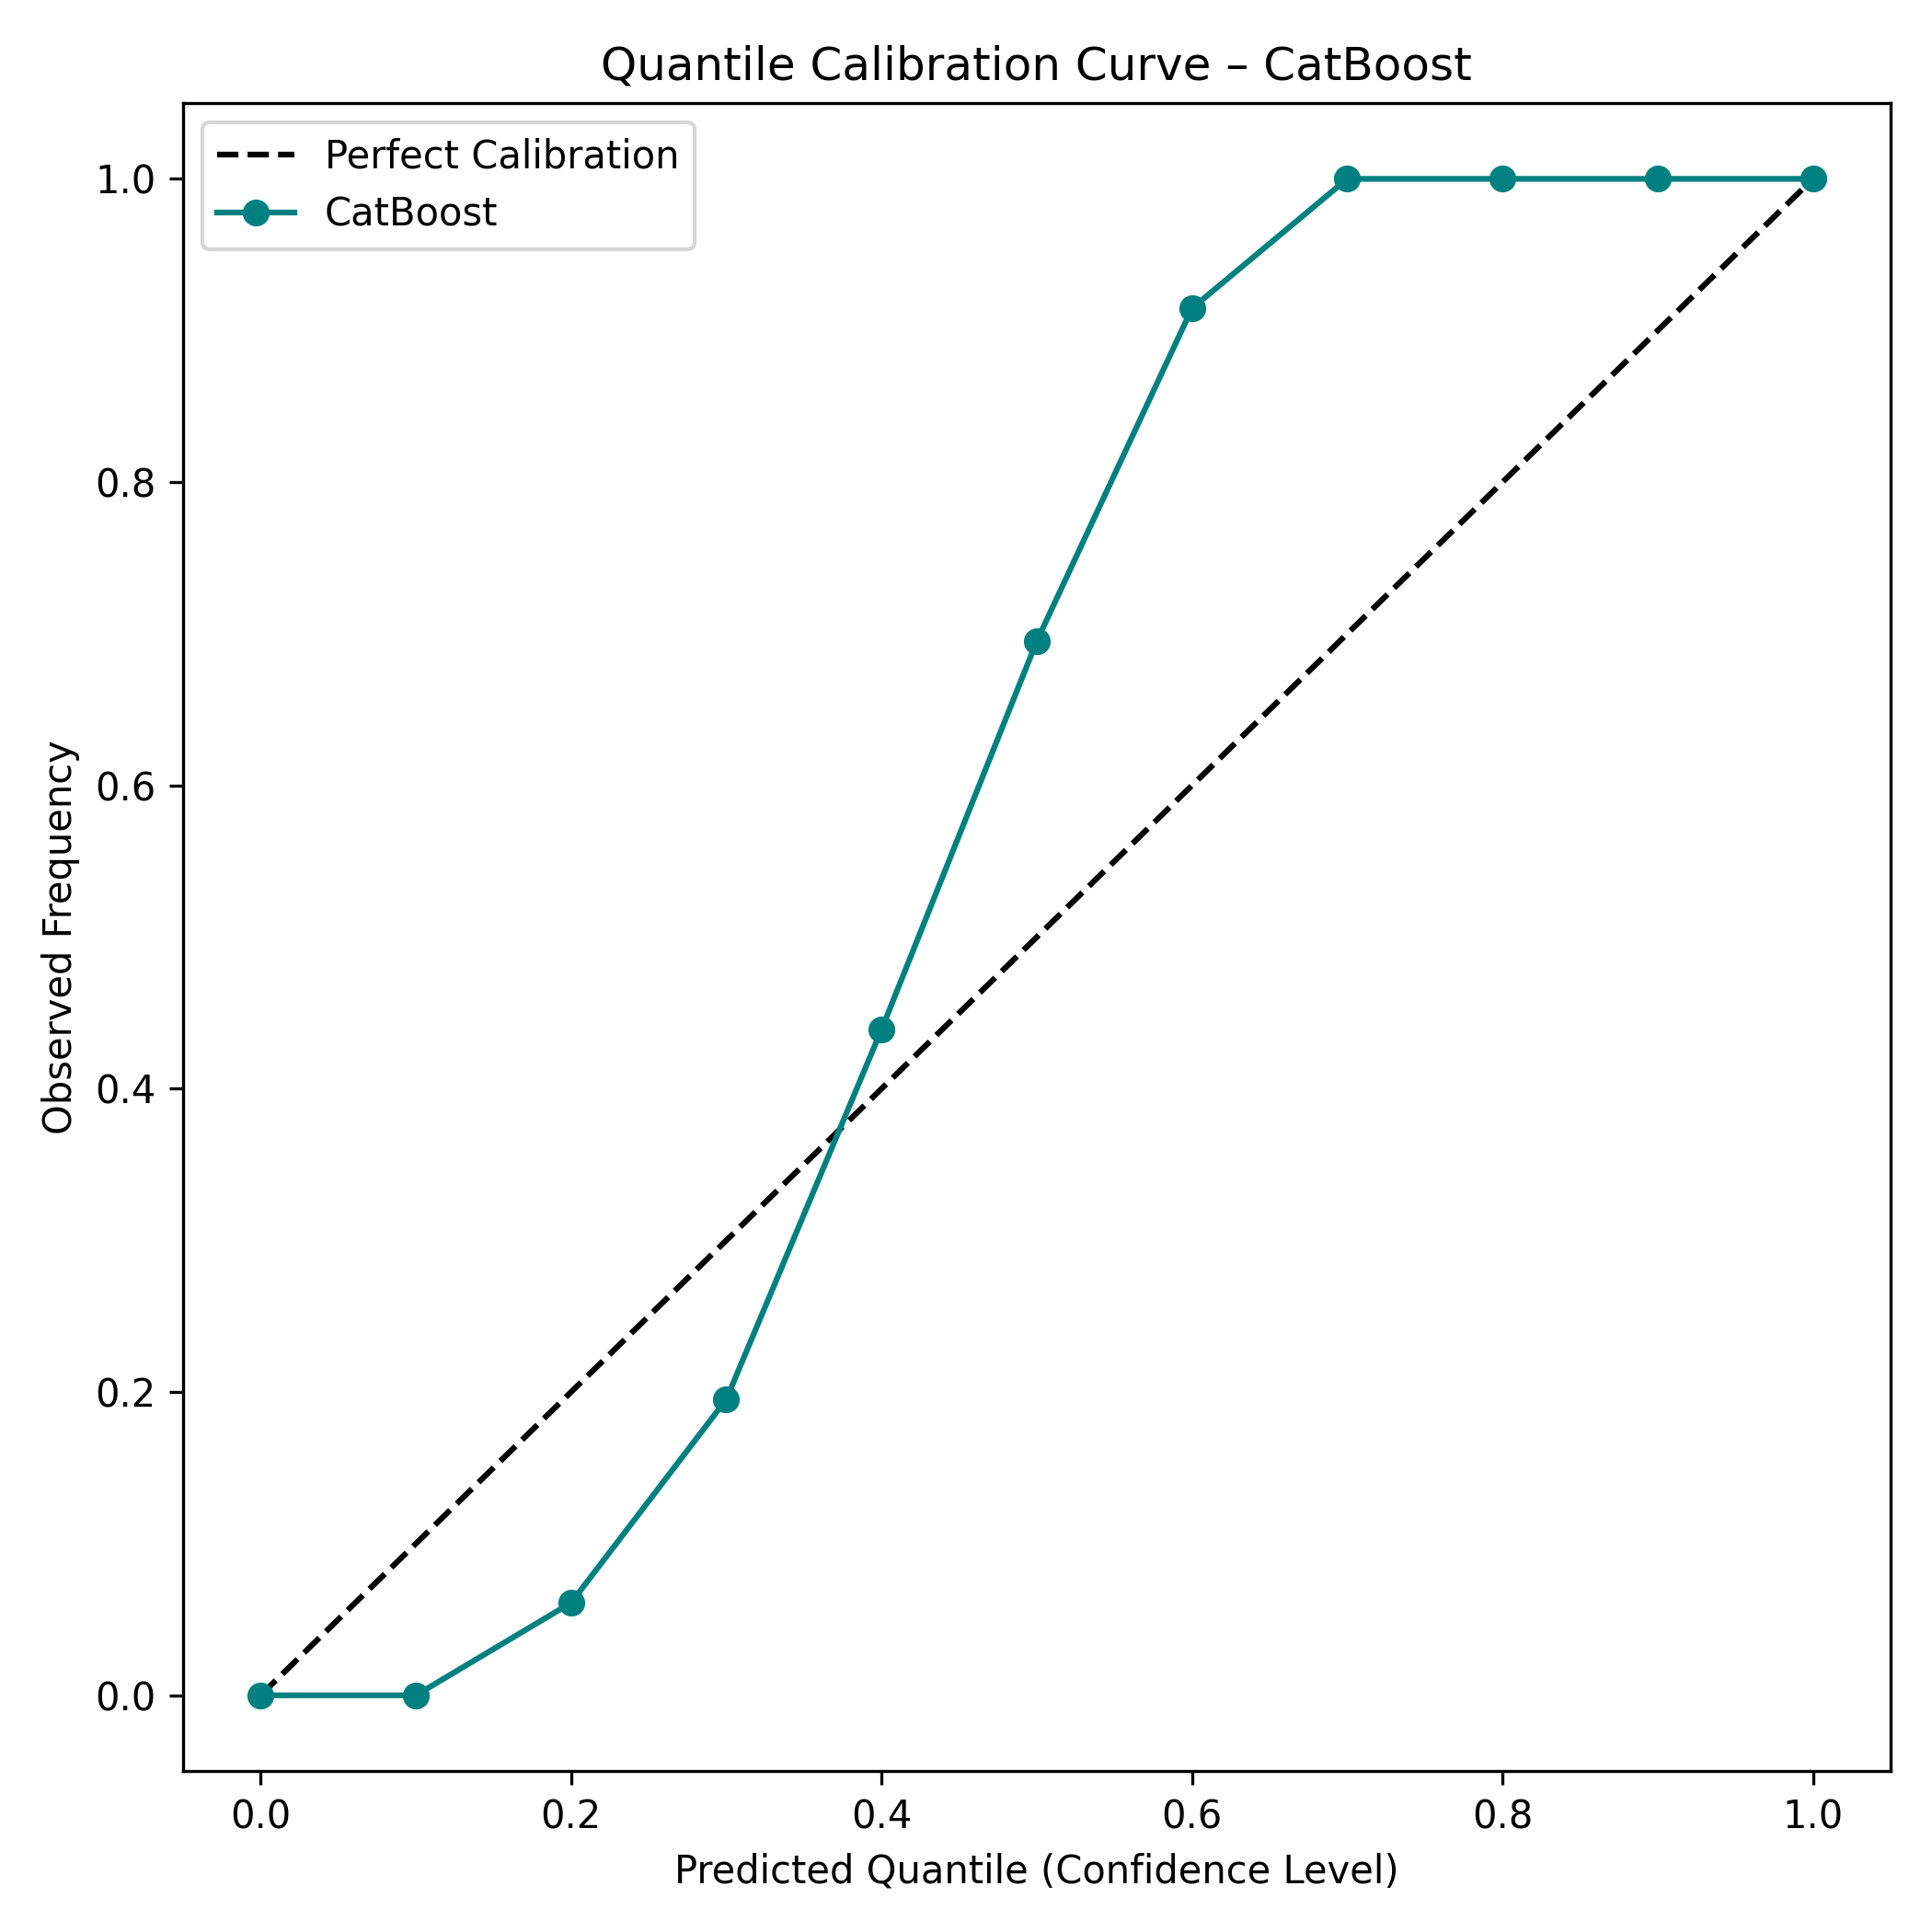 Quantile Calibration Curve – CatBoost
Perfect Calibration
CatBoost
1.0
0.8
0.6
0.4
0.2
0.0
Observed Frequency
0.0 0.2 0.4 0.6 0.8 1.0
Predicted Quantile (Confidence Level)